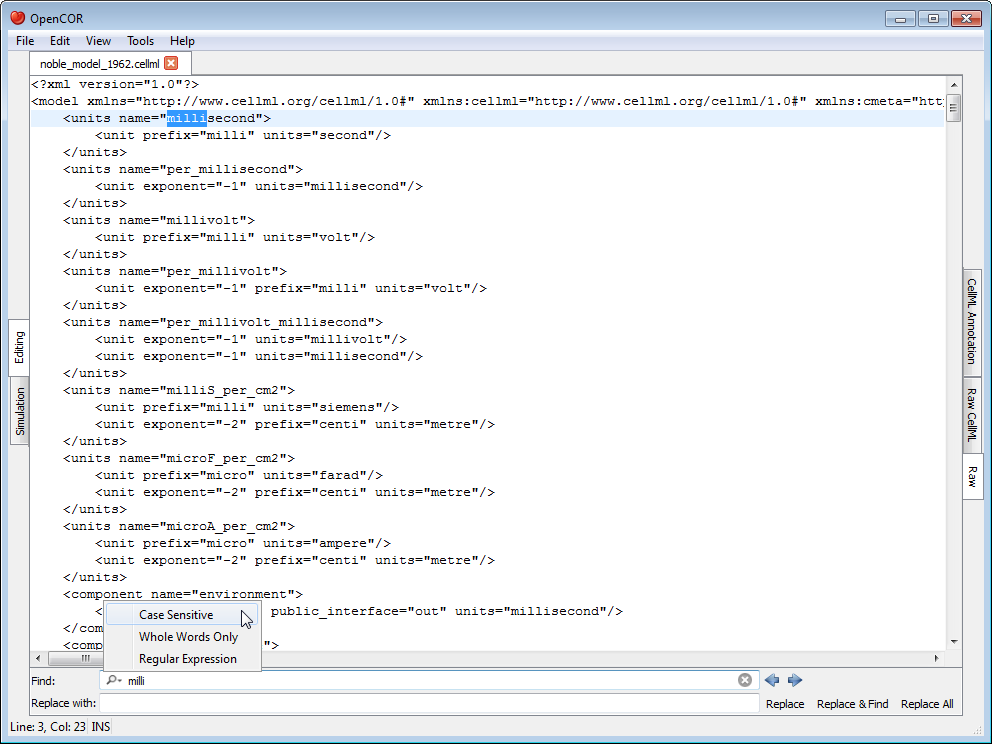 OpenCOR
File Edit View Tools Help
noble_model_1962.cellml
<?xml version="1.0"?>
<model xmlns="http://www.cellml.org/cellml/1.0#" xmlns:cellml="http://www.cellml.org/cellml/1.0#" xmlns:cmeta="htt
<units name="millisecond">
<unit prefix="milli" units="second"/>
</units>
<units name="per_millisecond">
<unit exponent="-1" units="millisecond"/>
</units>
<units name="millivolt">
<unit prefix="milli" units="volt"/>
</units>
<units name="per_millivolt">
<unit exponent="-1" prefix="milli" units="volt"/>
</units>
<units name="per_millivolt_millisecond">
<unit exponent="-1" units="millivolt"/>
<unit exponent="-1" units="millisecond"/>
</units>
<units name="milliS_per_cm2">
<unit prefix="milli" units="siemens"/>
<unit exponent="-2" prefix="centi" units="metre"/>
</units>
<units name="microF_per_cm2">
<unit prefix="micro" units="farad"/>
<unit exponent="-2" prefix="centi" units="metre"/>
</units>
<units name="microA_per_cm2">
<unit prefix="micro" units="ampere"/>
<unit exponent="-2" prefix="centi" units="metre"/>
</units>
<component name="environment">
< public_interface="out" units="millisecond"/>
</com
<comp ">
Case Sensitive
Whole Words Only
Regular Expression
Editing
Simulation
CellML Annotation
Raw CellML
Raw
Find: milli
Replace with: Replace Replace & Find Replace All
Line: 3, Col: 23 INS